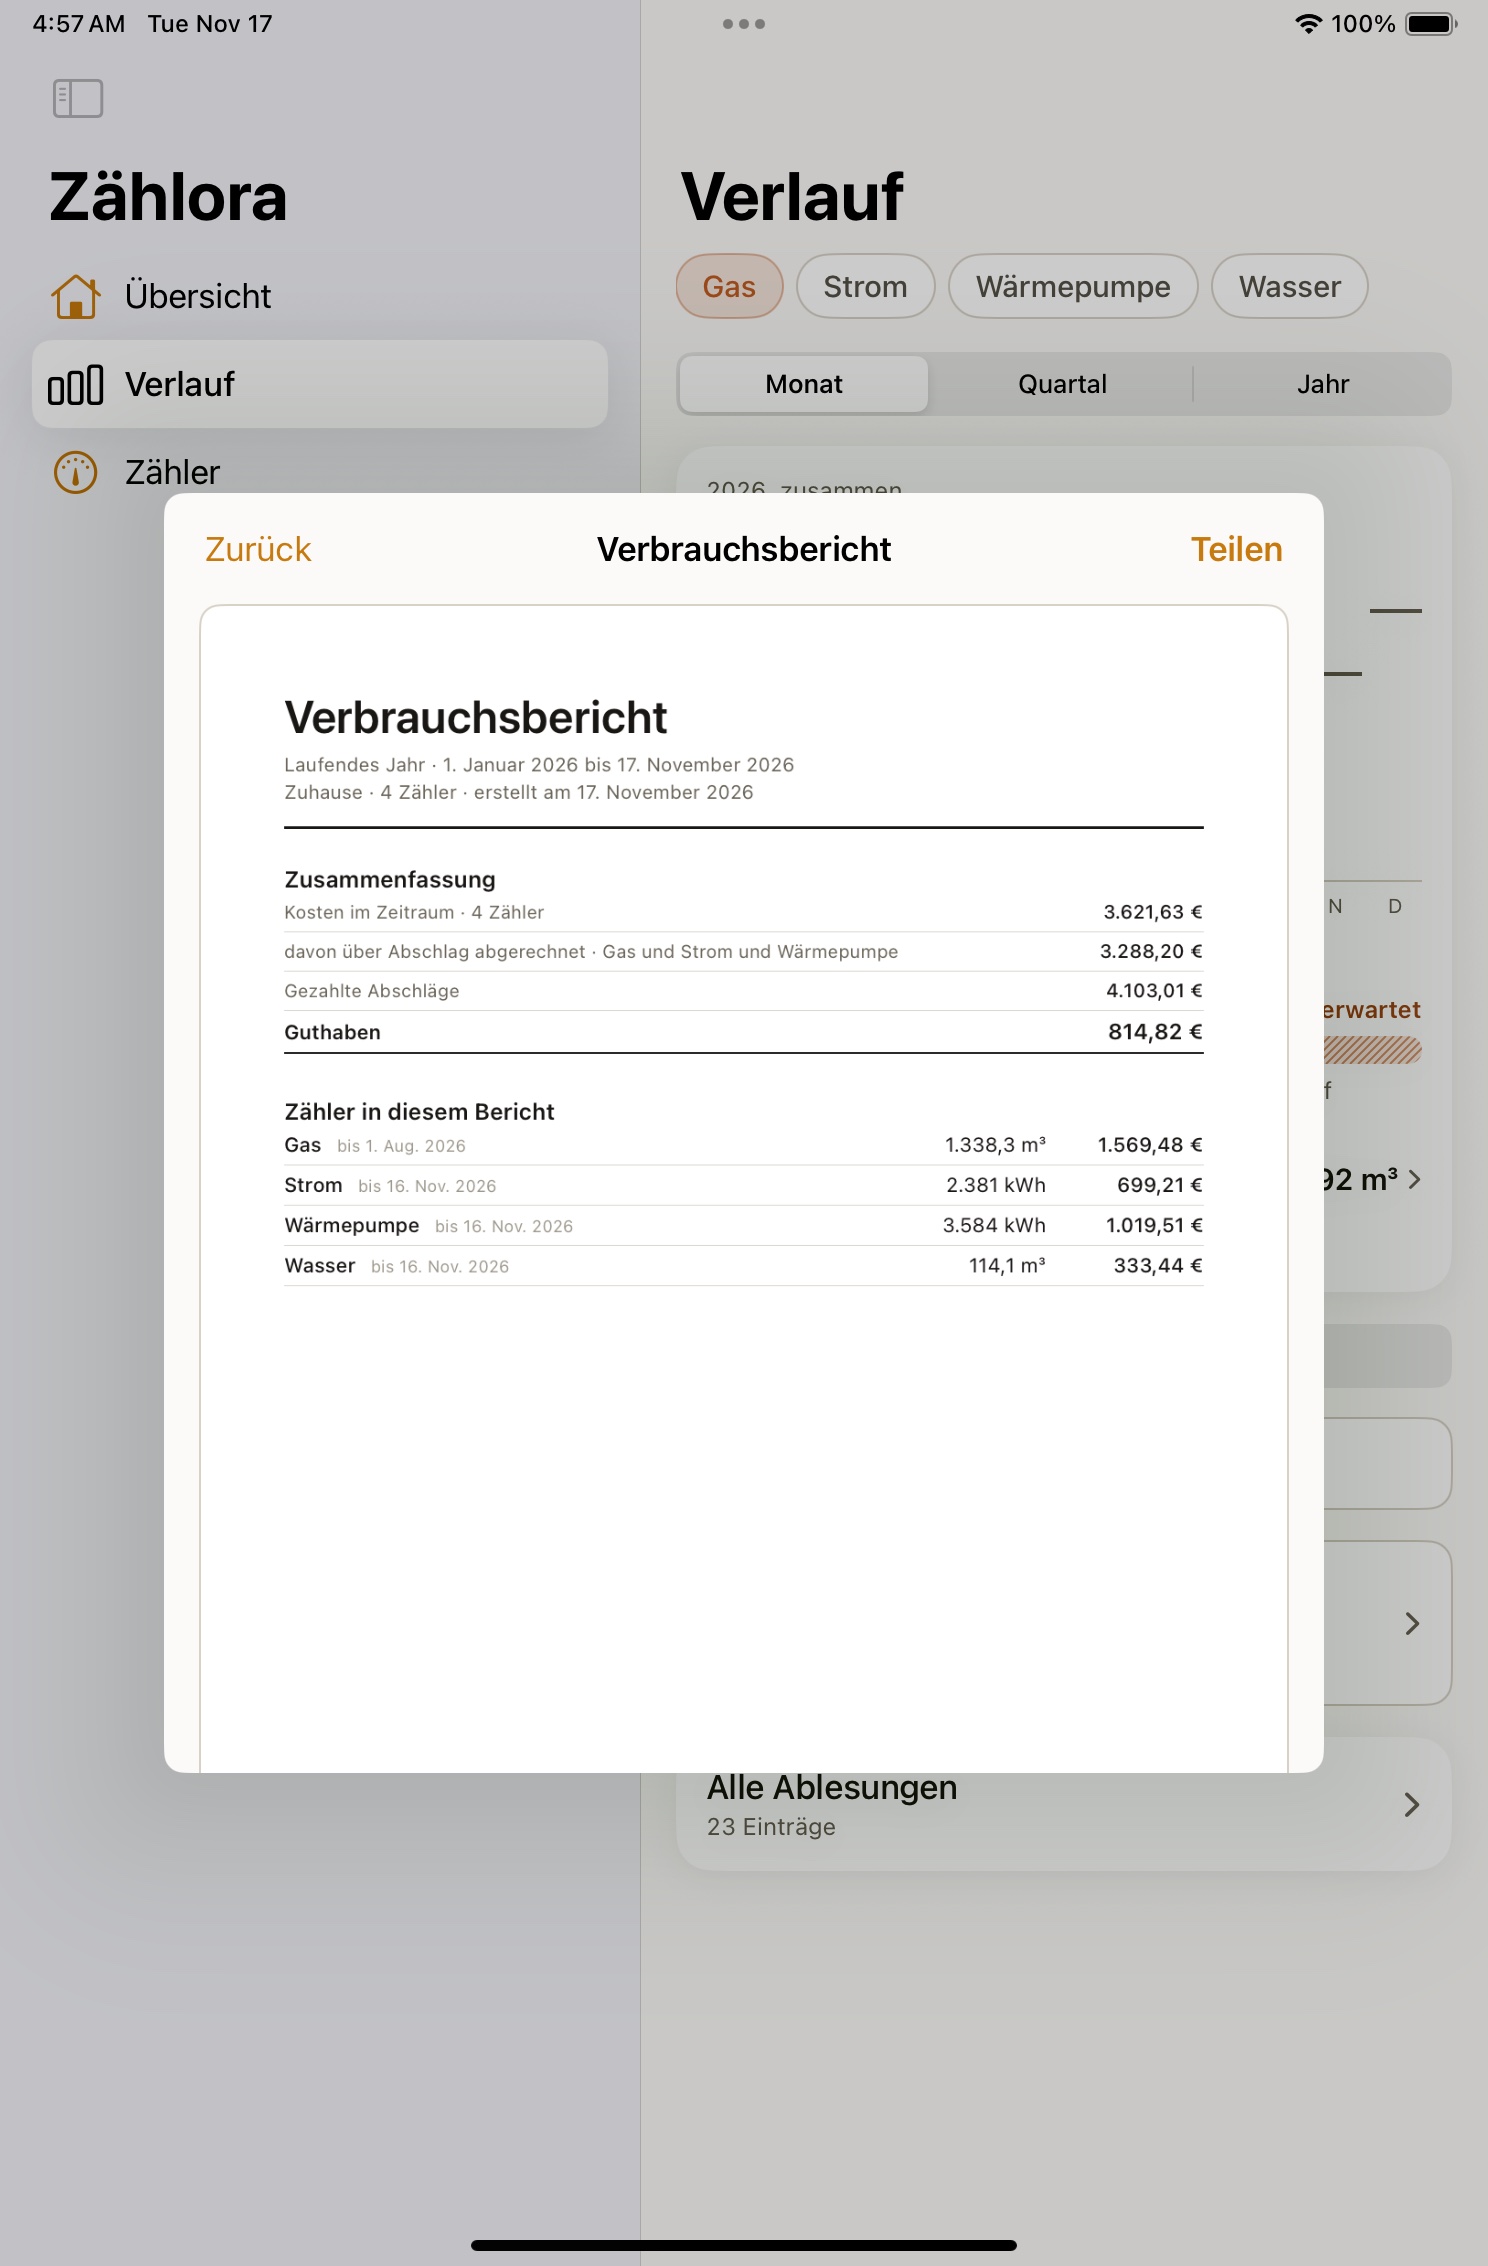 4:57 AM Tue Nov 17
100%
Zählora
Übersicht
Verlauf
Zähler
Verlauf
Gas Strom Wärmepumpe Wasser
Monat Quartal Jahr
2026, zusammen
Zurück Verbrauchsbericht Teilen
Verbrauchsbericht
Laufendes Jahr · 1. Januar 2026 bis 17. November 2026
Zuhause · 4 Zähler · erstellt am 17. November 2026
Zusammenfassung
Kosten im Zeitraum · 4 Zähler 3.621,63 €
davon über Abschlag abgerechnet · Gas und Strom und Wärmepumpe 3.288,20 €
Gezahlte Abschläge 4.103,01 €
Guthaben 814,82 €
Zähler in diesem Bericht
Gas bis 1. Aug. 2026 1.338,3 m³ 1.569,48 €
Strom bis 16. Nov. 2026 2.381 kWh 699,21 €
Wärmepumpe bis 16. Nov. 2026 3.584 kWh 1.019,51 €
Wasser bis 16. Nov. 2026 114,1 m³ 333,44 €
N D
erwartet
f
92 m³
Alle Ablesungen
23 Einträge